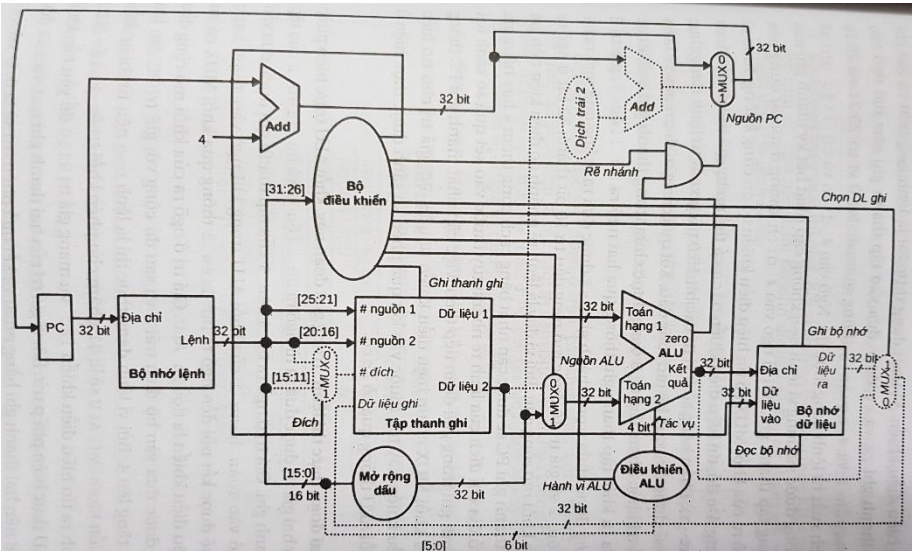 32 bit
MUX
0
1
Add
Dịch trái 2
Add
32 bit
4
Nguồn PC
Rẽ nhánh
Bộ
điều khiển
[31:26]
Chọn DL ghi
Ghi thanh ghi
[25:21]
# nguồn 1
Dữ liệu 1
32 bit
Toán
hạng 1
zero
ALU
Kết
quả
Ghi bộ nhớ
PC
32 bit
Địa chỉ
Lệnh
Bộ nhớ lệnh
32 bit
[20:16]
# nguồn 2
MUX
0
1
# đích
[15:11]
Đích
Dữ liệu ghi
Dữ liệu 2
Tập thanh ghi
Nguồn ALU
MUX
0
1
32 bit
Toán
hạng 2
32 bit
32 bit
Địa chỉ
Dữ
liệu
ra
Dữ
liệu
vào
Bộ nhớ
dữ liệu
32 bit
MUX
1
0
4 bit
Tác vụ
Đọc bộ nhớ
[15:0]
16 bit
Mở rộng
dấu
32 bit
Hành vi ALU
Điều khiển
ALU
32 bit
[5:0]
6 bit